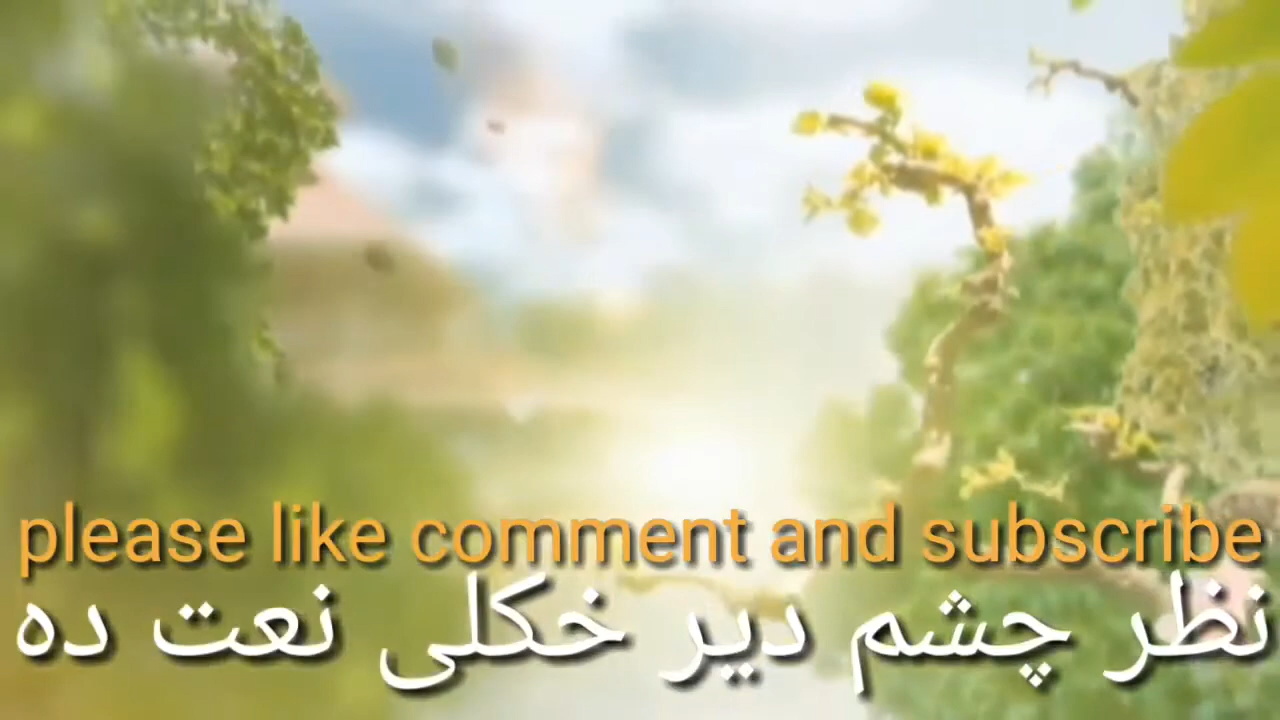 please like comment and subscribe
نظر چشم دیر خکلی نعت ده